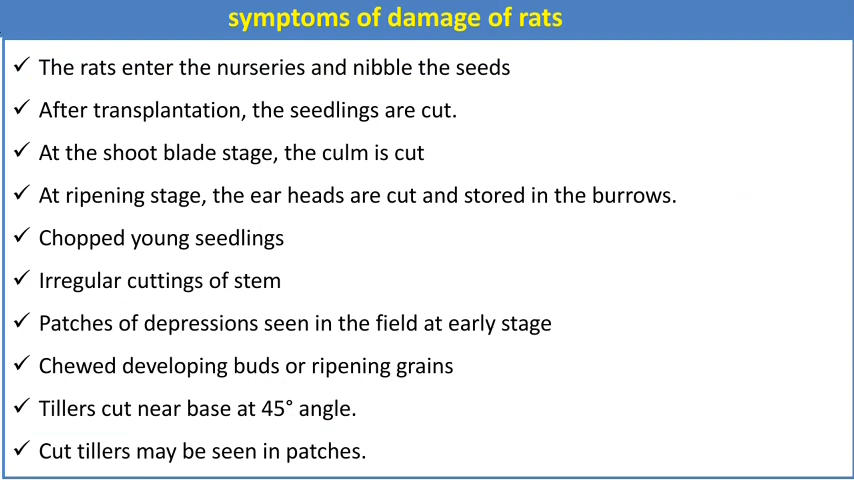 symptoms of damage of rats
✓ The rats enter the nurseries and nibble the seeds
✓ After transplantation, the seedlings are cut.
✓ At the shoot blade stage, the culm is cut
✓ At ripening stage, the ear heads are cut and stored in the burrows.
✓ Chopped young seedlings
✓ Irregular cuttings of stem
✓ Patches of depressions seen in the field at early stage
✓ Chewed developing buds or ripening grains
✓ Tillers cut near base at 45° angle.
✓ Cut tillers may be seen in patches.